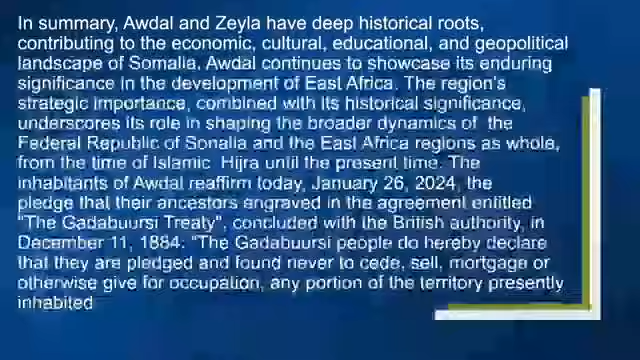 In summary, Awdal and Zeyla have deep historical roots,
contributing to the economic, cultural, educational, and geopolitical
landscape of Somalia. Awdal continues to showcase its enduring
significance in the development of East Africa. The region's
strategic importance, combined with its historical significance,
underscores its role in shaping the broader dynamics of the
Federal Republic of Sonalia and the East Africa regions as whole,
from the time of Islamic Hijra until the present time. The
inhabitants of Awdal reaffirm today, January 26, 2024, the
pledge that their ancestors engraved in the agreement entitled
"The Gadabuursi Treaty", concluded with the British authority, in
December 11, 1884: "The Gadabuursi people do hereby declare
that they are pledged and found never to cede, sell, mortgage or
otherwise give for occupation, any portion of the territory presently
inhabited